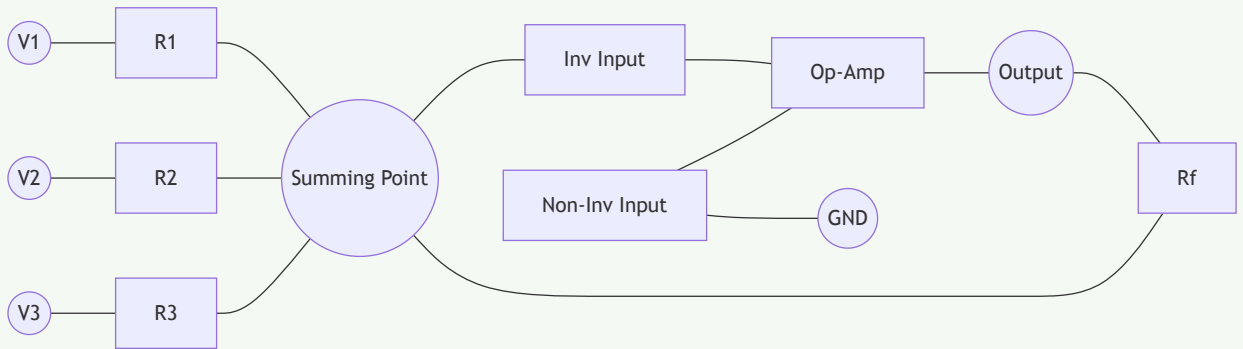 V1
R1
Inv Input
Op-Amp
Output
V2
R2
Summing Point
Non-Inv Input
GND
Rf
V3
R3